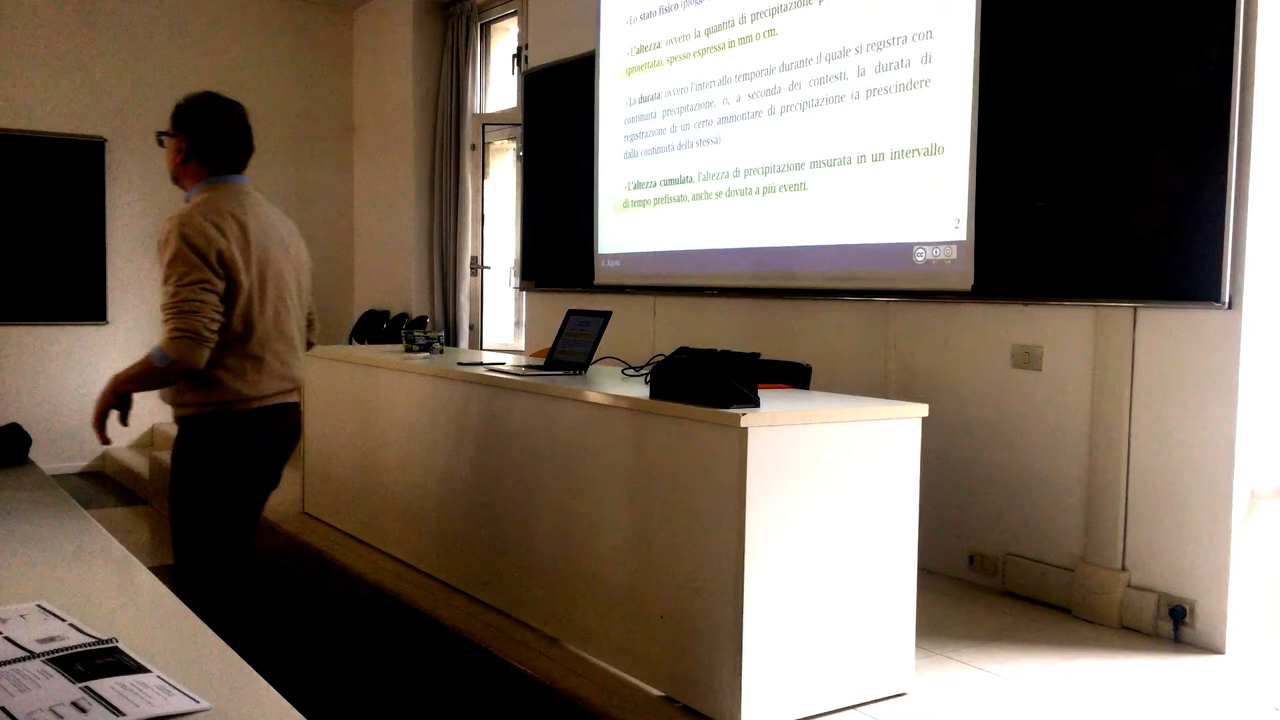 -Lo stato fisico (piogg
-L'altezza: ovvero la quantità di precipitazione p
(proiettata), spesso espressa in mm o cm.
-La durata: ovvero l'intervallo temporale durante il quale si registra con
continuità precipitazione, o, a seconda dei contesti, la durata di
registrazione di un certo ammontare di precipitazione (a prescindere
dalla continuità della stessa)
-L'altezza cumulata, l'altezza di precipitazione misurata in un intervallo
di tempo prefissato, anche se dovuta a più eventi.
2
cc